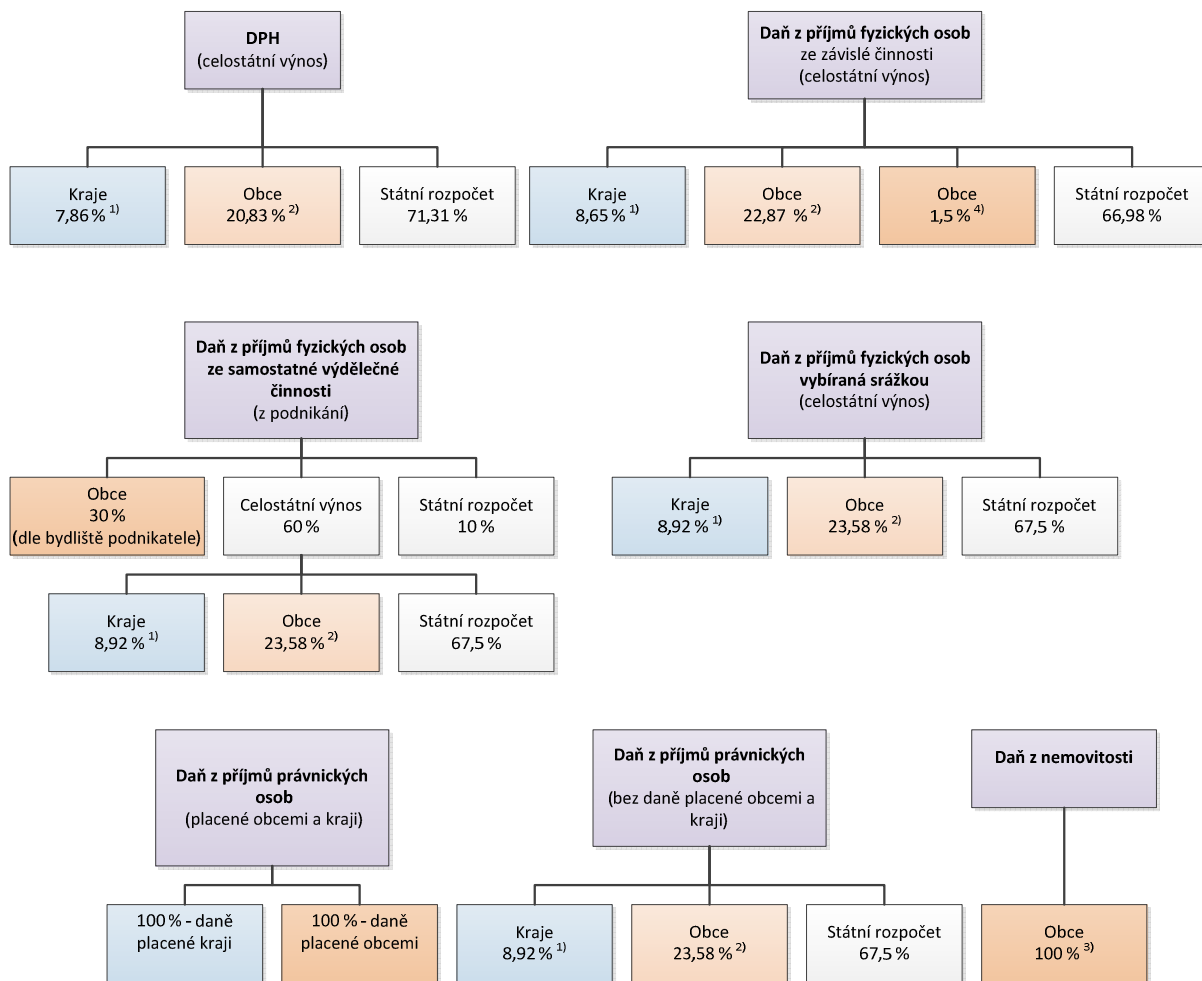 DPH
(celostátní výnos)
Kraje
7,86 % 1)
Obce
20,83 % 2)
Státní rozpočet
71,31 %
Daň z příjmů fyzických osob
ze závislé činnosti
(celostátní výnos)
Kraje
8,65 % 1)
Obce
22,87 % 2)
Obce
1,5 % 4)
Státní rozpočet
66,98 %
Daň z příjmů fyzických osob
ze samostatné výdělečné
činnosti
(z podnikání)
Obce
30 %
(dle bydliště podnikatele)
Celostátní výnos
60 %
Státní rozpočet
10 %
Kraje
8,92 % 1)
Obce
23,58 % 2)
Státní rozpočet
67,5 %
Daň z příjmů fyzických osob
vybíraná srážkou
(celostátní výnos)
Kraje
8,92 % 1)
Obce
23,58 % 2)
Státní rozpočet
67,5 %
Daň z příjmů právnických
osob
(placené obcemi a kraji)
100 % - daně
placené kraji
100 % - daně
placené obcemi
Daň z příjmů právnických
osob
(bez daně placené obcemi a
kraji)
Kraje
8,92 % 1)
Obce
23,58 % 2)
Státní rozpočet
67,5 %
Daň z nemovitosti
Obce
100 % 3)